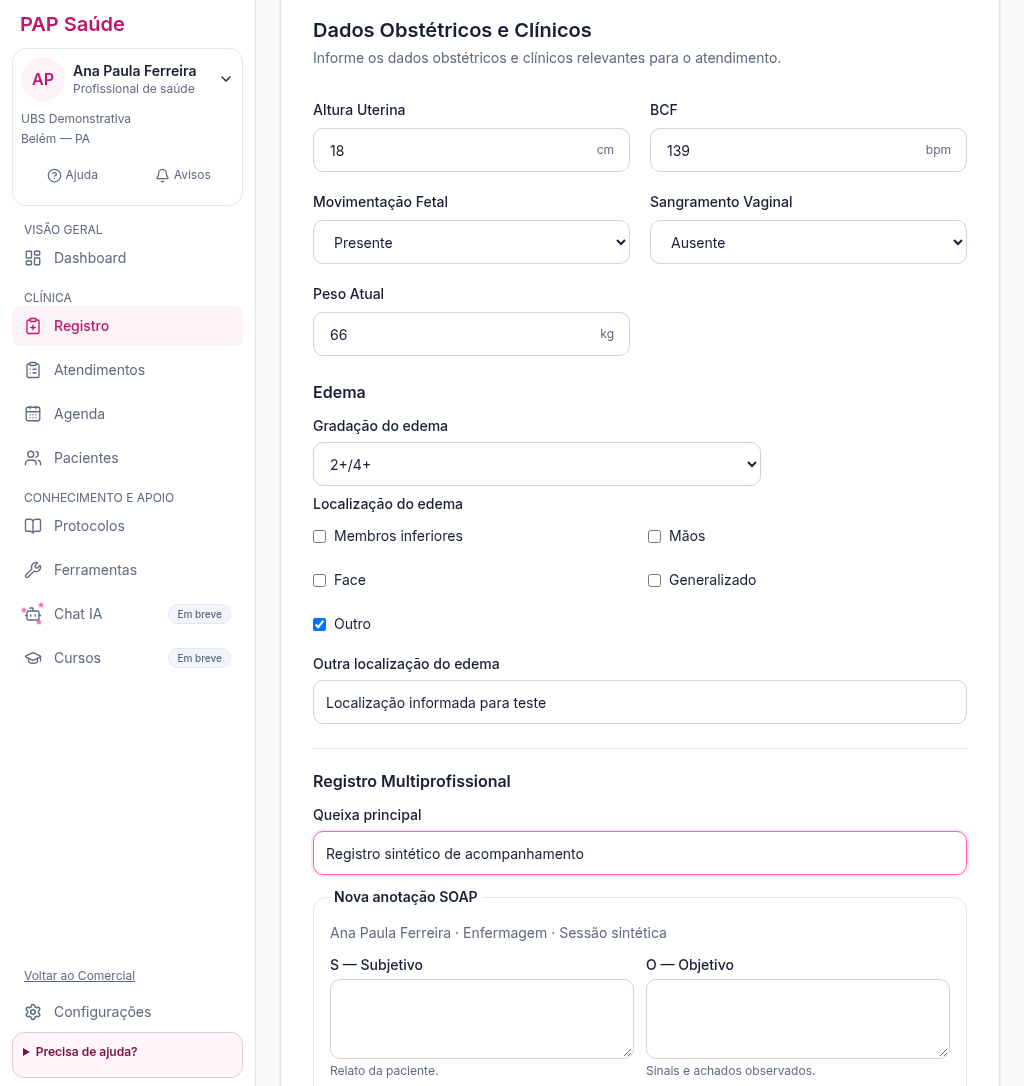 PAP Saúde
AP
Ana Paula Ferreira
Profissional de saúde
UBS Demonstrativa
Belém — PA
Ajuda
Avisos
VISÃO GERAL
Dashboard
CLÍNICA
Registro
Atendimentos
Agenda
Pacientes
CONHECIMENTO E APOIO
Protocolos
Ferramentas
Chat IA
Em breve
Cursos
Em breve
Voltar ao Comercial
Configurações
Precisa de ajuda?
Dados Obstétricos e Clínicos
Informe os dados obstétricos e clínicos relevantes para o atendimento.
Altura Uterina
18 cm
BCF
139 bpm
Movimentação Fetal
Presente
Sangramento Vaginal
Ausente
Peso Atual
66 kg
Edema
Gradação do edema
2+/4+
Localização do edema
Membros inferiores
Mãos
Face
Generalizado
Outro
Outra localização do edema
Localização informada para teste
Registro Multiprofissional
Queixa principal
Registro sintético de acompanhamento
Nova anotação SOAP
Ana Paula Ferreira · Enfermagem · Sessão sintética
S — Subjetivo
Relato da paciente.
O — Objetivo
Sinais e achados observados.